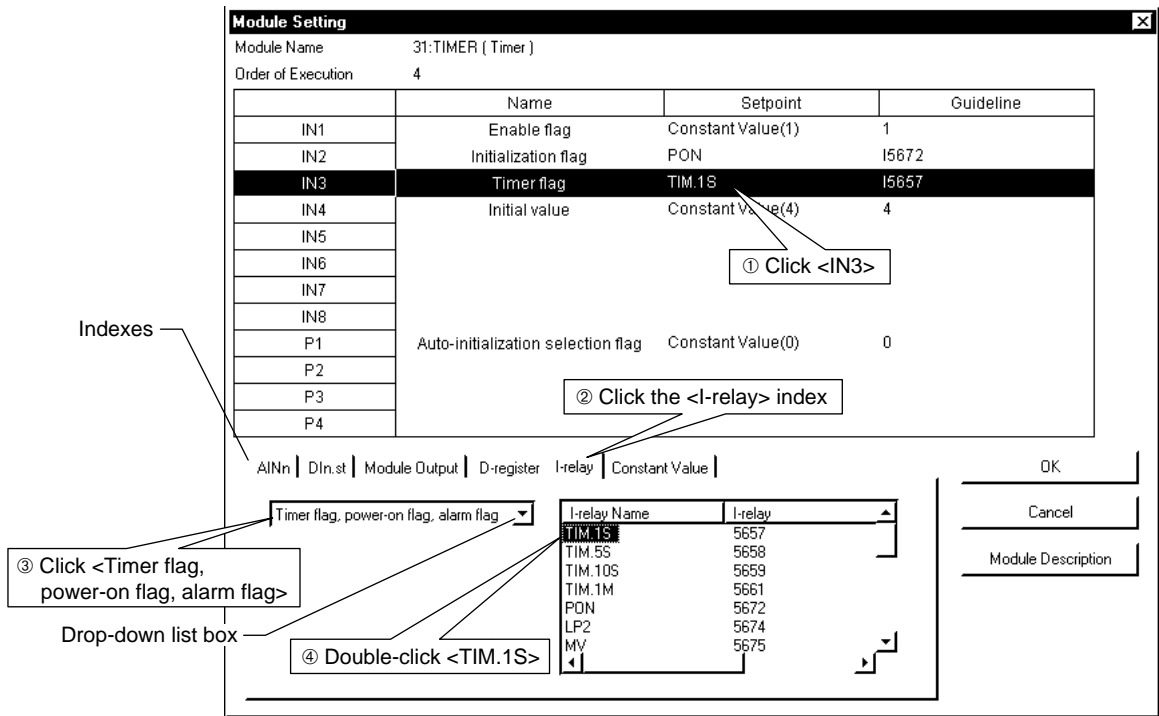 Module Setting
Module Name 31:TIMER ( Timer )
Order of Execution 4
Name Setpoint Guideline
IN1 Enable flag Constant Value(1) 1
IN2 Initialization flag PON I5672
IN3 Timer flag TIM.1S I5657
IN4 Initial value Constant Value(4) 4
IN5
① Click <IN3>
IN6
IN7
IN8
Indexes
P1 Auto-initialization selection flag Constant Value(0) 0
P2
P3
② Click the <I-relay> index
P4
AINn DIn.st Module Output D-register I-relay Constant Value
OK
Cancel
Module Description
Timer flag, power-on flag, alarm flag
I-relay Name I-relay
TIM.1S 5657
TIM.5S 5658
TIM.10S 5659
TIM.1M 5661
PON 5672
LP2 5674
MV 5675
③ Click <Timer flag,
power-on flag, alarm flag>
Drop-down list box
④ Double-click <TIM.1S>